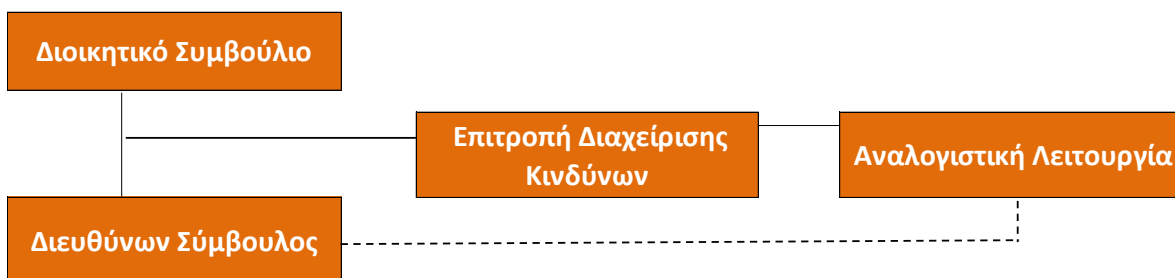 Διοικητικό Συμβούλιο
Επιτροπή Διαχείρισης
Κινδύνων
Αναλογιστική Λειτουργία
Διευθύνων Σύμβουλος